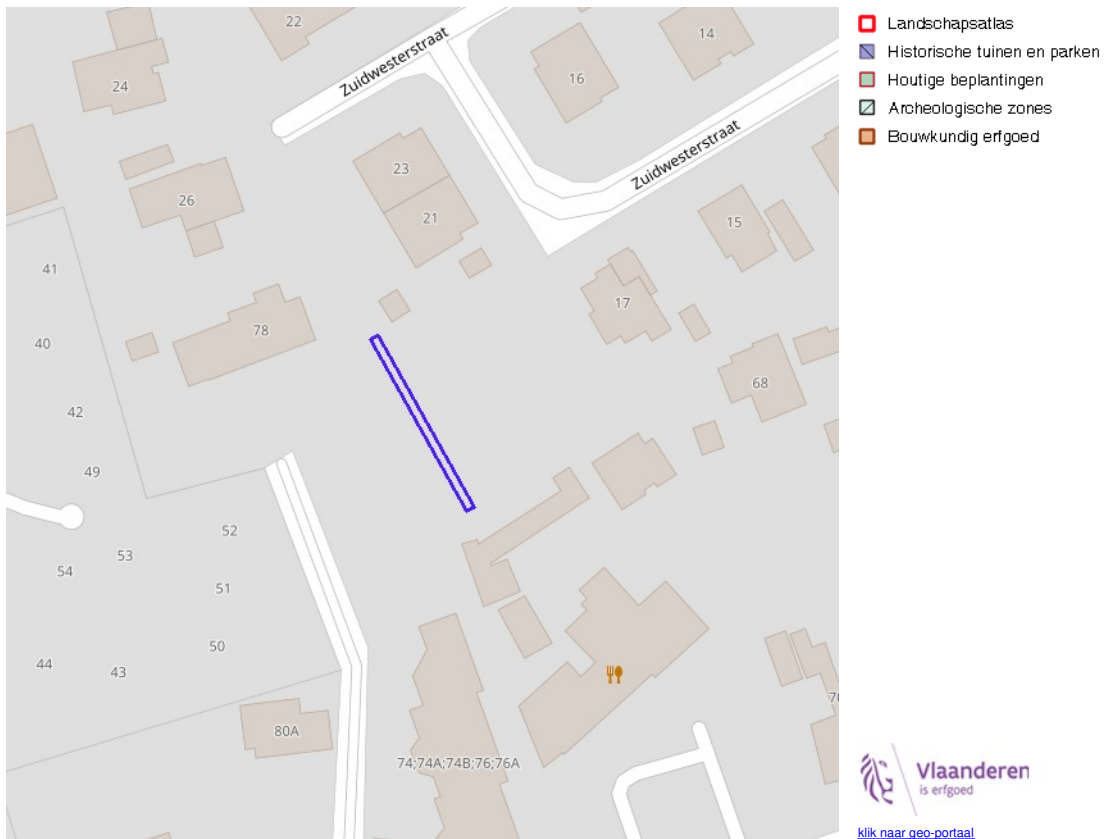 Landschapsatlas
Historische tuinen en parken
Houtige beplantingen
Archeologische zones
Bouwkundig erfgoed
22
24
Zuidwesterstraat
16
14
23
26
21
Zuidwesterstraat
15
41
17
78
40
68
42
49
52
53
54
51
50
44
43
80A
74;74A;74B;76;76A
Vlaanderen
is erfgoed
klik naar geo-portaal